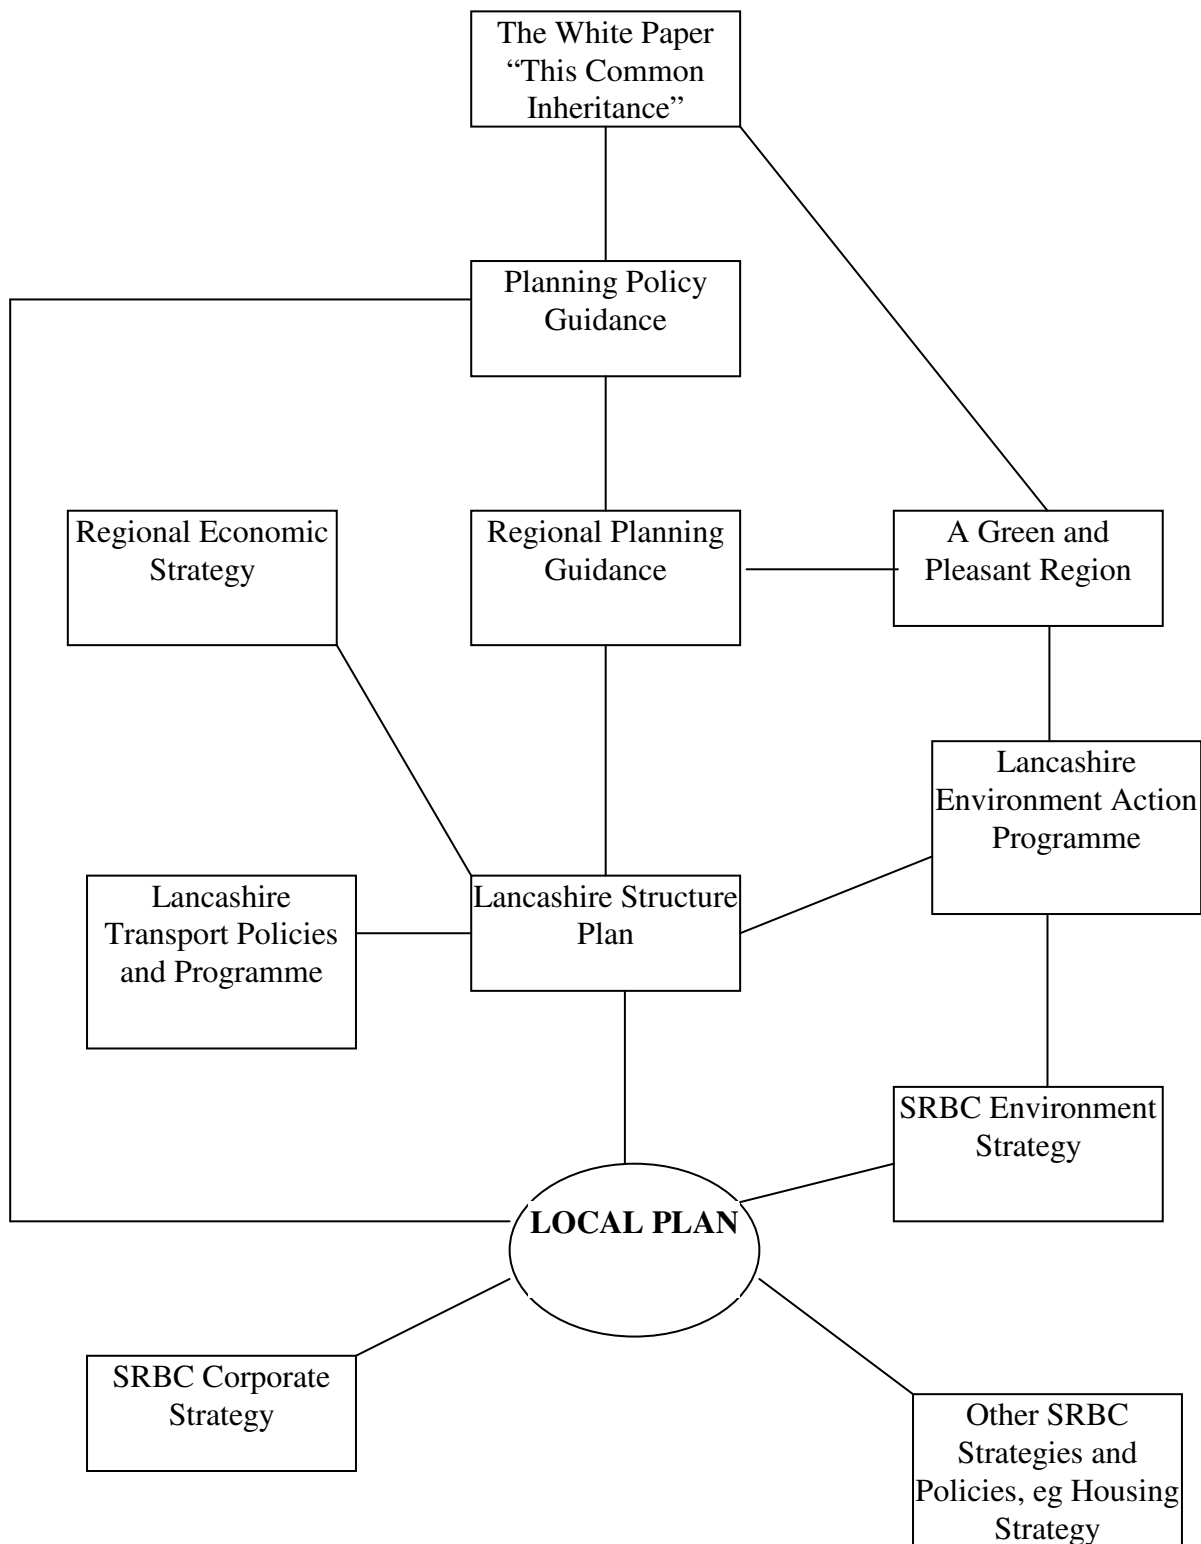 The White Paper
“This Common
Inheritance”
Planning Policy
Guidance
Regional Economic
Strategy
Regional Planning
Guidance
A Green and
Pleasant Region
Lancashire
Environment Action
Programme
Lancashire
Transport Policies
and Programme
Lancashire Structure
Plan
SRBC Environment
Strategy
LOCAL PLAN
SRBC Corporate
Strategy
Other SRBC
Strategies and
Policies, eg Housing
Strategy